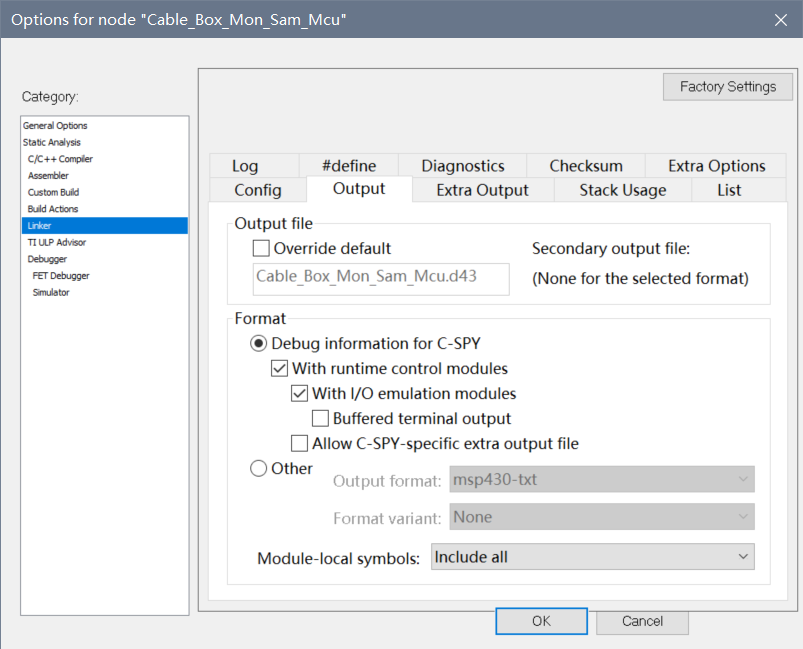 Options for node "Cable_Box_Mon_Sam_Mcu"
Category:
Factory Settings
General Options
Static Analysis
C/C++ Compiler
Assembler
Custom Build
Build Actions
Linker
TI ULP Advisor
Debugger
FET Debugger
Simulator
Log #define Diagnostics Checksum Extra Options
Config Output Extra Output Stack Usage List
Output file
Override default
Secondary output file:
Cable_Box_Mon_Sam_Mcu.d43
(None for the selected format)
Format
Debug information for C-SPY
With runtime control modules
With I/O emulation modules
Buffered terminal output
Allow C-SPY-specific extra output file
Other
Output format: msp430-txt
Format variant: None
Module-local symbols: Include all
OK Cancel